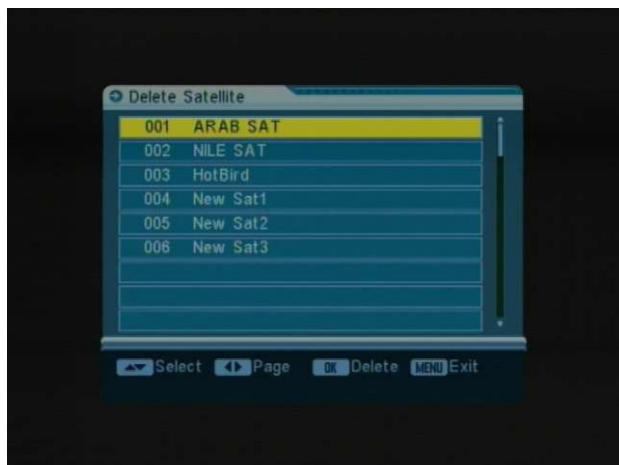 Delete Satellite
001 ARAB SAT
002 NILE SAT
003 HotBird
004 New Sat1
005 New Sat2
006 New Sat3
Select Page OK Delete MENU Exit